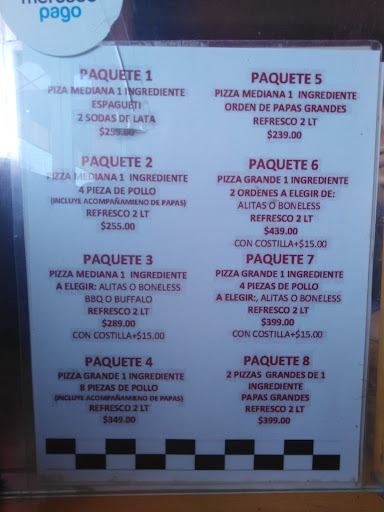 mercado
pago
PAQUETE 1
PIZZA MEDIANA 1 INGREDIENTE
ESPAGUETI
2 SODAS DE LATA
PAQUETE 2
PIZZA MEDIANA 1 INGREDIENTE
4 PIEZA DE POLLO
(INCLUYE ACOMPAÑAMIENO DE PAPAS)
REFRESCO 2 LT
$255.00
PAQUETE 3
PIZZA MEDIANA 1 INGREDIENTE
A ELEGIR: ALITAS O BONELESS
BBQ O BUFFALO
REFRESCO 2 LT
$289.00
CON COSTILLA+$15.00
PAQUETE 4
PIZZA GRANDE 1 INGREDIENTE
8 PIEZAS DE POLLO
(INCLUYE ACOMPAÑAMIENO DE PAPAS)
REFRESCO 2 LT
$349.00
PAQUETE 5
PIZZA MEDIANA 1 INGREDIENTE
ORDEN DE PAPAS GRANDES
REFRESCO 2 LT
$239.00
PAQUETE 6
PIZZA GRANDE 1 INGREDIENTE
2 ORDENES A ELEGIR DE:
ALITAS O BONELESS
REFRESCO 2 LT
$439.00
CON COSTILLA+$15.00
PAQUETE 7
PIZZA GRANDE 1 INGREDIENTE
4 PIEZAS DE POLLO
A ELEGIR:, ALITAS O BONELESS
REFRESCO 2 LT
$399.00
CON COSTILLA+$15.00
PAQUETE 8
2 PIZZAS GRANDES DE 1
INGREDIENTE
PAPAS GRANDES
REFRESCO 2 LT
$399.00